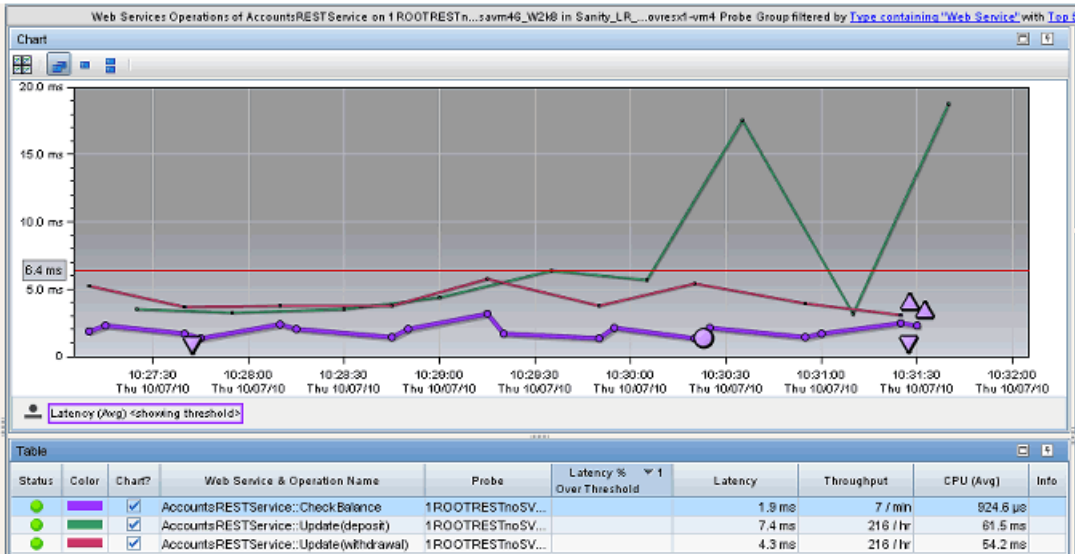 Web Services Operations of AccountsRESTService on 1ROOTRESTn...savm46_W2k8 in Sanity_LR_...ovresx1-vm4 Probe Group filtered by Type containing "Web Service" with Top
Chart
20.0 ms
15.0 ms
10.0 ms
6.4 ms
5.0 ms
0
10:27:30 10:28:00 10:28:30 10:29:00 10:29:30 10:30:00 10:30:30 10:31:00 10:31:30 10:32:00
Thu 10/07/10 Thu 10/07/10 Thu 10/07/10 Thu 10/07/10 Thu 10/07/10 Thu 10/07/10 Thu 10/07/10 Thu 10/07/10 Thu 10/07/10 Thu 10/07/10
Latency (Avg) <showing threshold>
Table
Status Color Chart? Web Service & Operation Name Probe Latency % 1 Latency Throughput CPU (Avg) Info
Over Threshold
AccountsRESTService::CheckBalance 1ROOTRESTnoSV... 1.9 ms 7 / min 924.6 µs
AccountsRESTService::Update(deposit) 1ROOTRESTnoSV... 7.4 ms 216 / hr 61.5 ms
AccountsRESTService::Update(withdrawal) 1ROOTRESTnoSV... 4.3 ms 216 / hr 54.2 ms